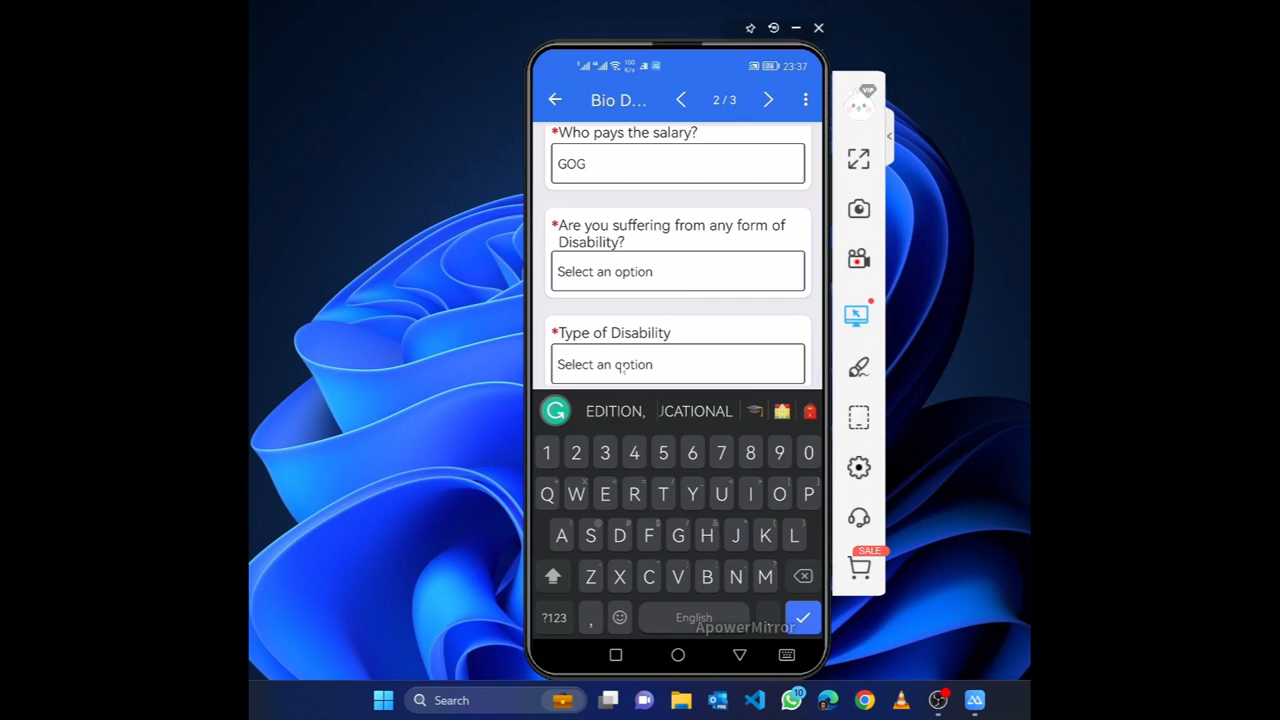 23:37
Bio D... 2 / 3
*Who pays the salary?
GOG
*Are you suffering from any form of
Disability?
Select an option
*Type of Disability
Select an option
EDITION, UCATIONAL
1 2 3 4 5 6 7 8 9 0
Q W E R T Y U I O P
A S D F G H J K L
Z X C V B N M
?123 , English
ApowerMirror
VIP
SALE
Search
10